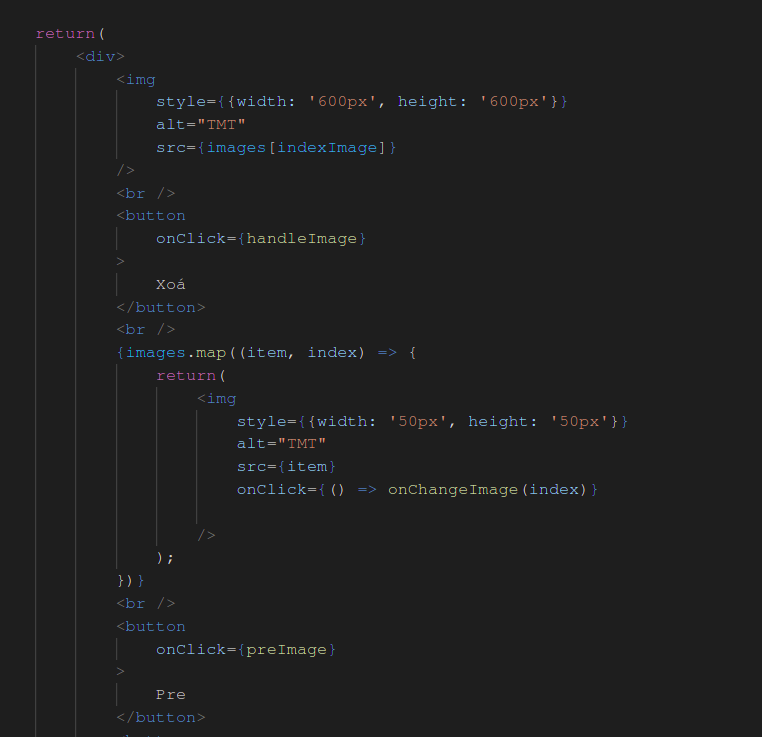 return(
<div>
<img
style={{width: '600px', height: '600px'}}
alt="TMT"
src={images[indexImage]}
/>
<br />
<button
onClick={handleImage}
>
Xoá
</button>
<br />
{images.map((item, index) => {
return(
<img
style={{width: '50px', height: '50px'}}
alt="TMT"
src={item}
onClick={() => onChangeImage(index)}
/>
);
})}
<br />
<button
onClick={preImage}
>
Pre
</button>